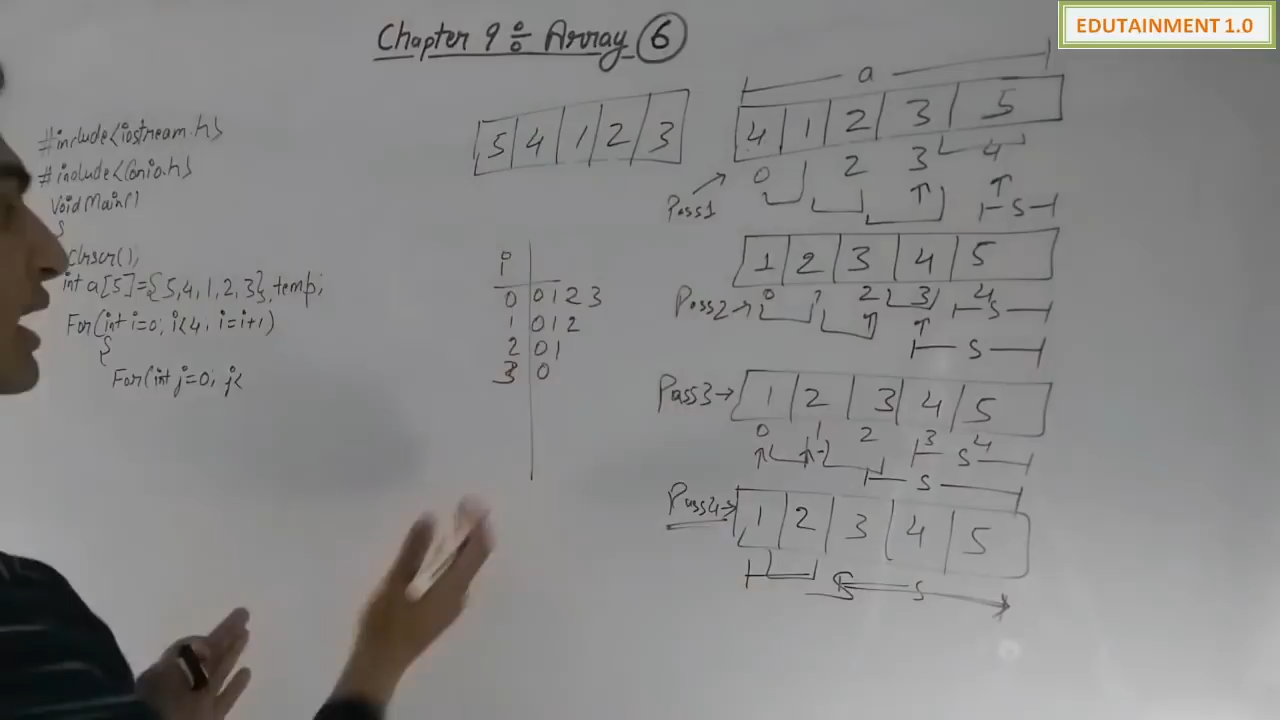 EDUTAINMENT 1.0
Chapter 9 : Array 6
#include<iostream.h>
#include<Conio.h>
Void Main()
{
clrscr();
int a[5]={5,4,1,2,3},temp;
For(int i=0; i<4, i=i+1)
{
For(int j=0; j<
5 4 1 2 3
i
0 0 1 2 3
1 0 1 2
2 0 1
3 0
a
4 1 2 3 5
0 2 3 4
Pass1
S
1 2 3 4 5
0 1 2 3 4
Pass2
S
S
Pass3 1 2 3 4 5
0 1 2 3 4
S
S
Pass4 1 2 3 4 5
S